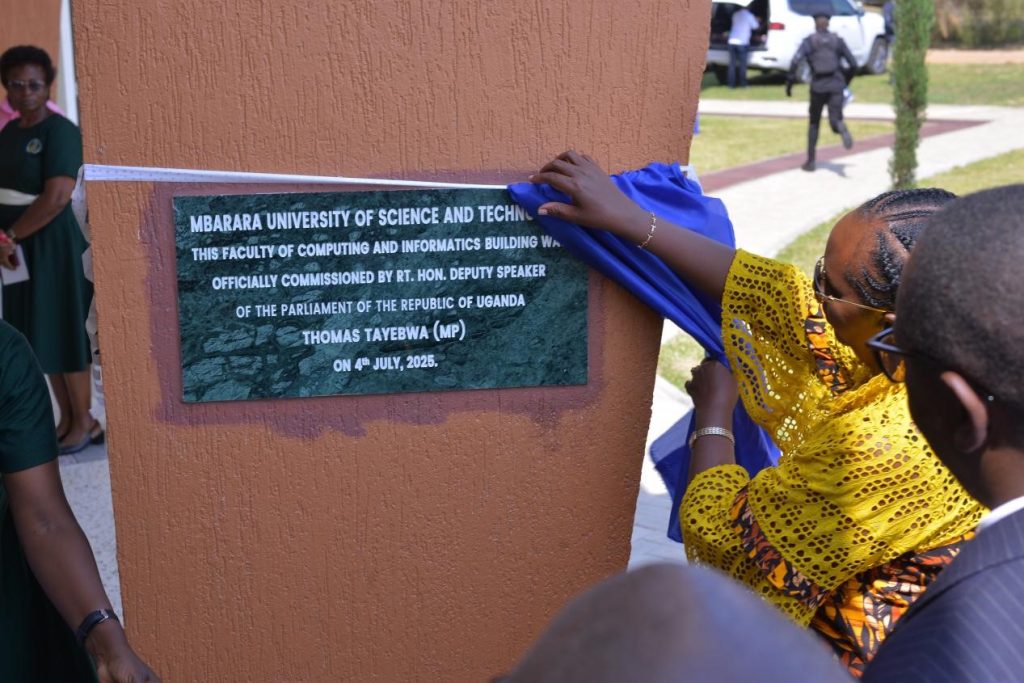 MBARARA UNIVERSITY OF SCIENCE AND TECHNO
THIS FACULTY OF COMPUTING AND INFORMATICS BUILDING WA
OFFICIALLY COMMISSIONED BY RT. HON. DEPUTY SPEAKER
OF THE PARLIAMENT OF THE REPUBLIC OF UGANDA
THOMAS TAYEBWA (MP)
ON 4th JULY, 2025.